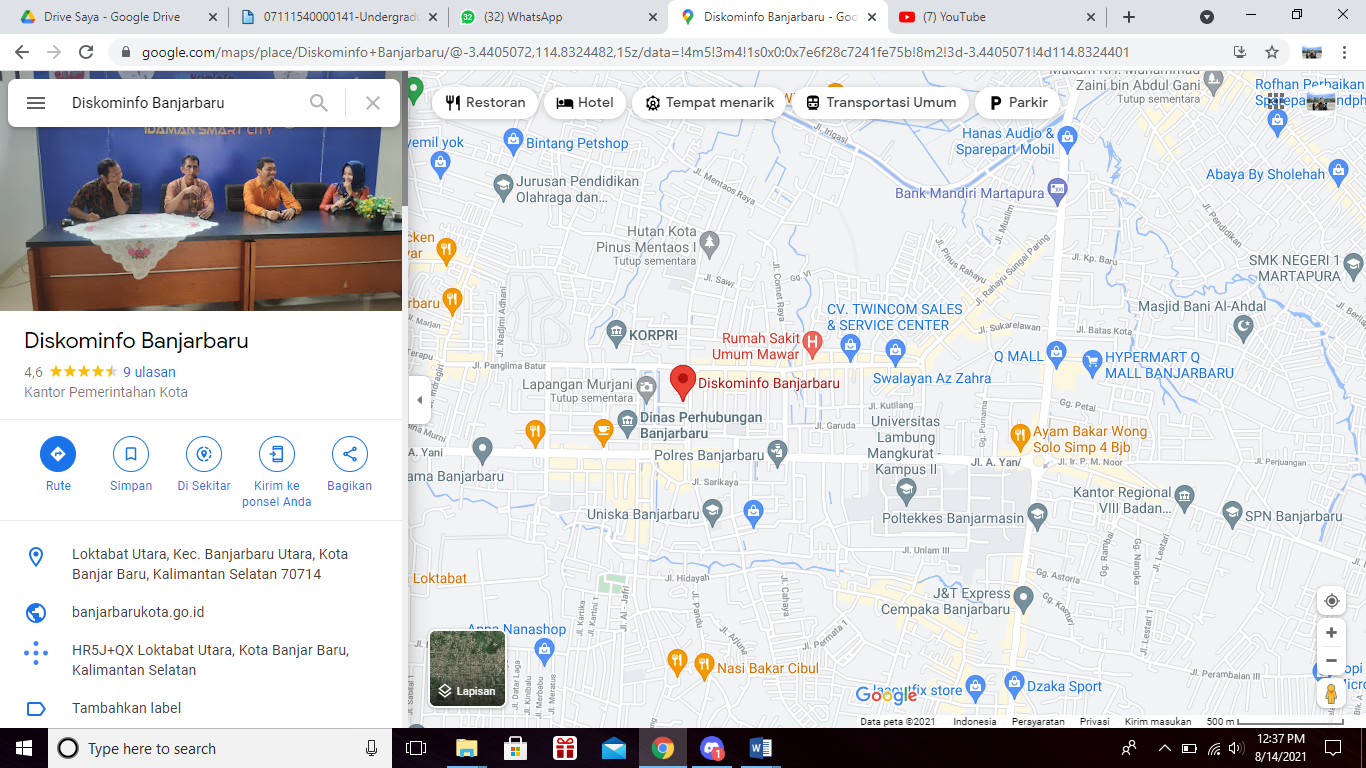 Drive Saya - Google Drive
07111540000141-Undergradu
(32) WhatsApp
Diskominfo Banjarbaru - Goo
(7) YouTube
google.com/maps/place/Diskominfo+Banjarbaru/@-3.4405072,114.8324482,15z/data=!4m5!3m4!1s0x0:0x7e6f28c7241fe75b!8m2!3d-3.4405071!4d114.8324401
Diskominfo Banjarbaru
IDAMAN SMART CITY
Diskominfo Banjarbaru
4,6
9 ulasan
Kantor Pemerintahan Kota
Rute
Simpan
Di Sekitar
Kirim ke
ponsel Anda
Bagikan
Loktabat Utara, Kec. Banjarbaru Utara, Kota
Banjar Baru, Kalimantan Selatan 70714
banjarbarukota.go.id
HR5J+QX Loktabat Utara, Kota Banjar Baru,
Kalimantan Selatan
Tambahkan label
Restoran
Hotel
Tempat menarik
Transportasi Umum
Parkir
Makam KH. Muhammad
Zaini bin Abdul Gani
Tutup sementara
Rofhan Perbaikan
Jl. Irigasi
Hanas Audio &
Sparepart Mobil
yemil yok
Bintang Petshop
Abaya By Sholehah
Jurusan Pendidikan
Olahraga dan...
Jl. Mentaos Raya
Bank Mandiri Martapura
Jl. Muslim
Jl. Pendidikan
Hutan Kota
Pinus Mentaos I
Tutup sementara
Jl. Pinus Rahayu
Jl. Rahayu Sungai Paring
Jl. Kp. Baru
SMK NEGERI 1
MARTAPURA
Jl. Sawi
Gg. VI
Jl. Comet Raya
Jl. Nadjmi Adhani
Masjid Bani Al-Ahdal
CV. TWINCOM SALES
& SERVICE CENTER
Jl. Sukarelawan
Jl. Batas Kota
KORPRI
Rumah Sakit
Umum Mawar
Q MALL
HYPERMART Q
MALL BANJARBARU
Jl. Panglima Batur
Swalayan Az Zahra
Lapangan Murjani
Tutup sementara
Diskominfo Banjarbaru
Jl. Kutilang
Gg. Petai
Gg. Purnama
Dinas Perhubungan
Banjarbaru
Jl. Garuda
Universitas
Lambung
Mangkurat -
Kampus II
Ayam Bakar Wong
Solo Simp 4 Bjb
A. Yani
Polres Banjarbaru
Jl. A. Yani
Jl. Ir. P. M. Noor
Jl. Perjuangan
ama Banjarbaru
Jl. Sarikaya
Kantor Regional
VIII Badan...
Uniska Banjarbaru
Poltekkes Banjarmasin
SPN Banjarbaru
Jl. Unlam III
Gg. Rambai
Gg. Nangka
Jl. Lestari
Loktabat
Jl. Hidayah
Gg. Astoria
Jl. Kartika
Jl. Kartini 1
Jl. Al - Jafri
Jl. Pandu
Jl. Cahaya
J&T Express
Cempaka Banjarbaru
Anna Nanashop
Jl. Arjuna
Jl. Permata 1
Jl. Datar Laga
Jl. Kinibalu
Jl. Merbabu
Jl. Meratus
Nasi Bakar Cibul
Jl. Perambaian III
Lapisan
Google
Dzaka Sport
Data peta ©2021
Indonesia
Persyaratan
Privasi
Kirim masukan
500 m
Type here to search
1
12:37 PM
8/14/2021